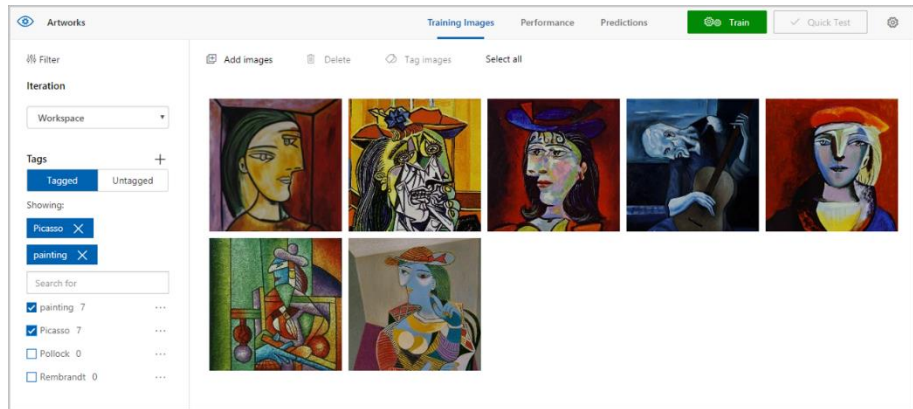 Artworks
Training Images Performance Predictions Train Quick Test
Filter
Add images Delete Tag images Select all
Iteration
Workspace
Tags
Tagged Untagged
Showing:
Picasso
painting
Search for
painting 7
Picasso 7
Pollock 0
Rembrandt 0